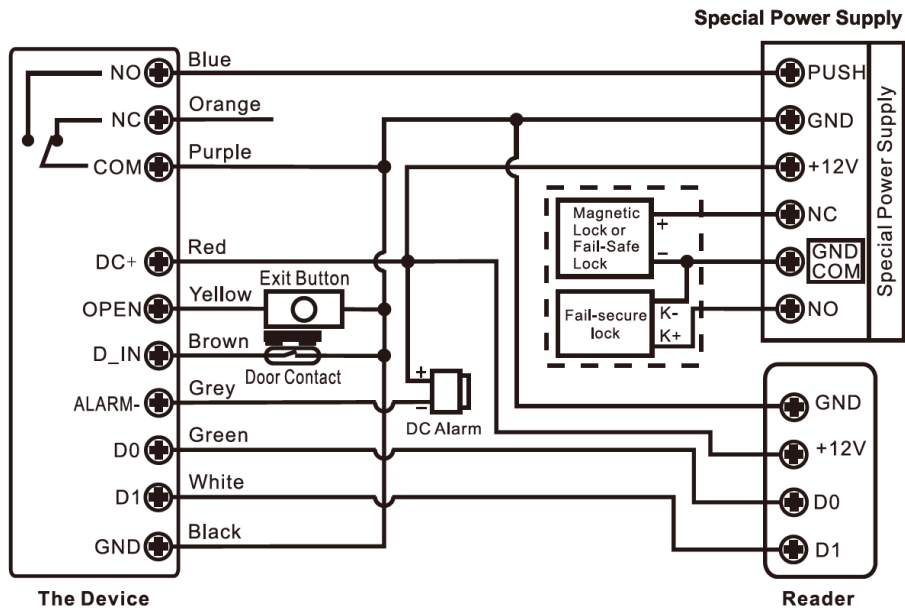 Special Power Supply
NO
Blue
PUSH
NC
Orange
GND
COM
Purple
+12V
Magnetic
Lock or
Fail-Safe
Lock
+
−
NC
DC+
Red
GND
COM
Exit Button
OPEN
Yellow
Fail-secure
lock
K-
K+
NO
Special Power Supply
D_IN
Brown
Door Contact
ALARM-
Grey
+
−
DC Alarm
GND
D0
Green
+12V
D1
White
D0
GND
Black
D1
The Device
Reader